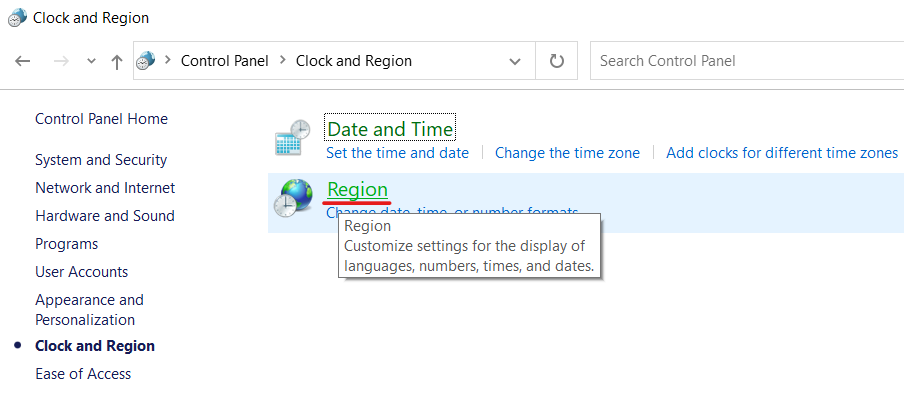 Clock and Region
Control Panel
Clock and Region
Search Control Panel
Control Panel Home
System and Security
Network and Internet
Hardware and Sound
Programs
User Accounts
Appearance and
Personalization
Clock and Region
Ease of Access
Date and Time
Set the time and date
Change the time zone
Add clocks for different time zones
Region
Change date, time, or number formats
Region
Customize settings for the display of
languages, numbers, times, and dates.